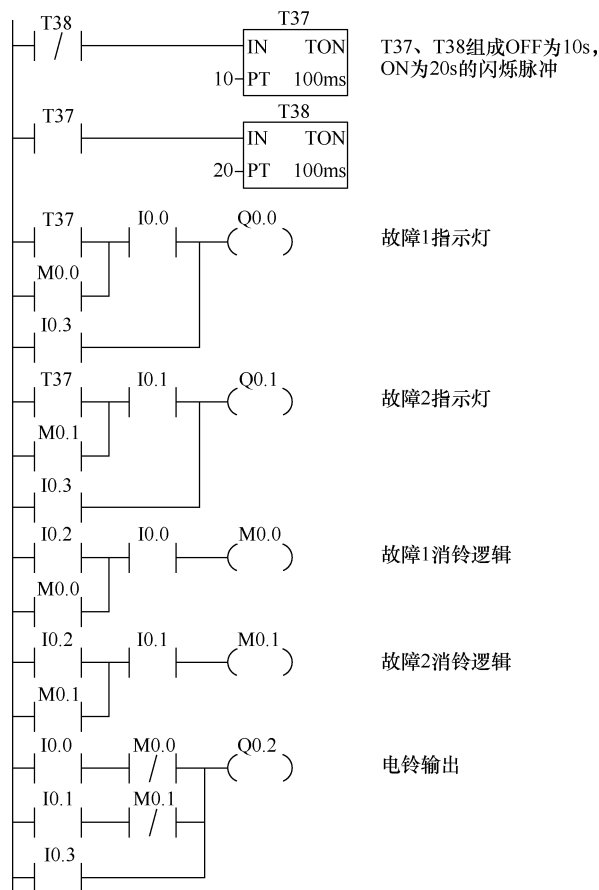 T38
T37
IN TON
10 PT 100ms
T37、T38组成OFF为10s，
ON为20s的闪烁脉冲
T37
T38
IN TON
20 PT 100ms
T37 I0.0 Q0.0
故障1指示灯
M0.0
I0.3
T37 I0.1 Q0.1
故障2指示灯
M0.1
I0.3
I0.2 I0.0 M0.0
故障1消铃逻辑
M0.0
I0.2 I0.1 M0.1
故障2消铃逻辑
M0.1
I0.0 M0.0 Q0.2
电铃输出
I0.1 M0.1
I0.3